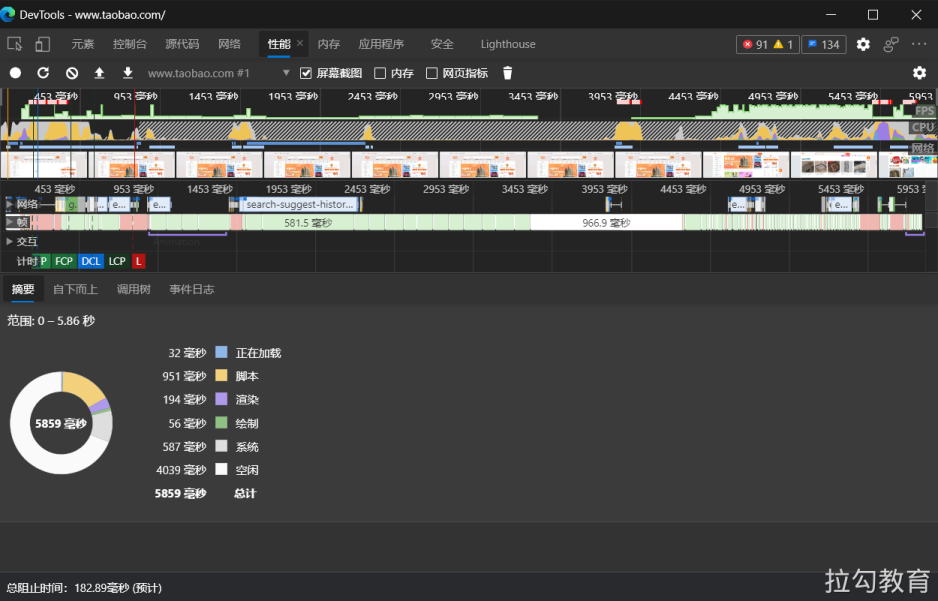 DevTools - www.taobao.com/
元素 控制台 源代码 网络 性能 内存 应用程序 安全 Lighthouse 91 1 134
www.taobao.com #1 屏幕截图 内存 网页指标
453 毫秒 953 毫秒 1453 毫秒 1953 毫秒 2453 毫秒 2953 毫秒 3453 毫秒 3953 毫秒 4453 毫秒 4953 毫秒 5453 毫秒 5953
FPS
CPU
网络
453 毫秒 953 毫秒 1453 毫秒 1953 毫秒 2453 毫秒 2953 毫秒 3453 毫秒 3953 毫秒 4453 毫秒 4953 毫秒 5453 毫秒 5953 毫
网络 g. ... e... e... search-suggest-histor... e... e...
帧 581.5 毫秒 966.9 毫秒
交互 Animation
计时 P FCP DCL LCP L
摘要 自下而上 调用树 事件日志
范围: 0 – 5.86 秒
32 毫秒 正在加载
951 毫秒 脚本
194 毫秒 渲染
56 毫秒 绘制
587 毫秒 系统
4039 毫秒 空闲
5859 毫秒 总计
5859 毫秒
总阻止时间: 182.89毫秒 (预计)
拉勾教育